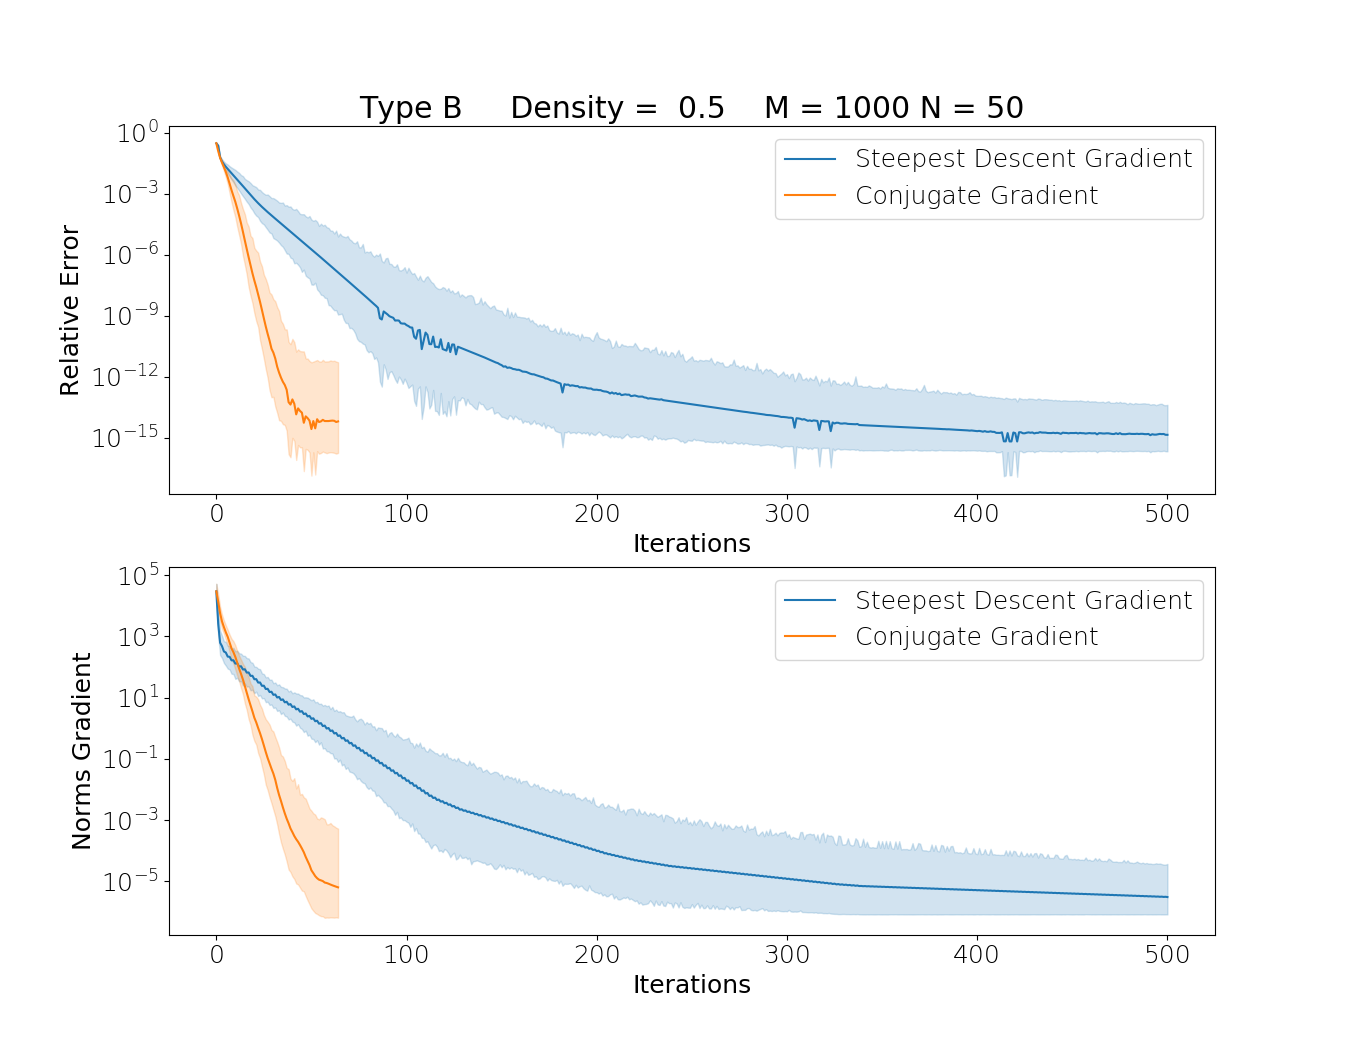 Type B Density = 0.5 M = 1000 N = 50
10^0
10^−3
10^−6
10^−9
10^−12
10^−15
Relative Error
Steepest Descent Gradient
Conjugate Gradient
0 100 200 300 400 500
Iterations
10^5
10^3
10^1
10^−1
10^−3
10^−5
Norms Gradient
Steepest Descent Gradient
Conjugate Gradient
0 100 200 300 400 500
Iterations